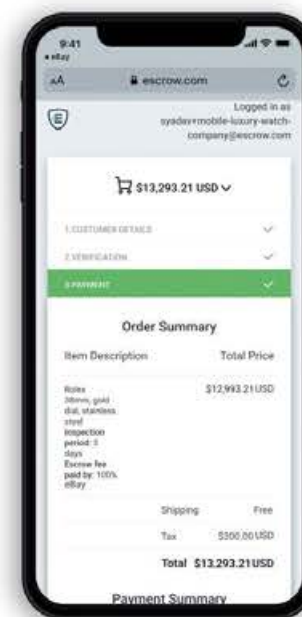 9:41
◂ eBay
AA escrow.com
E
Logged in as
syadav+mobile-luxury-watch-
company@escrow.com
$13,293.21 USD
1.CUSTOMER DETAILS
2.VERIFICATION
3.PAYMENT
Order Summary
Item Description Total Price
Rolex $12,993.21USD
36mm, gold
dial, stainless
steel
inspection
period: 3
days
Escrow fee
paid by: 100%
eBay
Shipping Free
Tax $300.00 USD
Total $13,293.21USD
Payment Summary